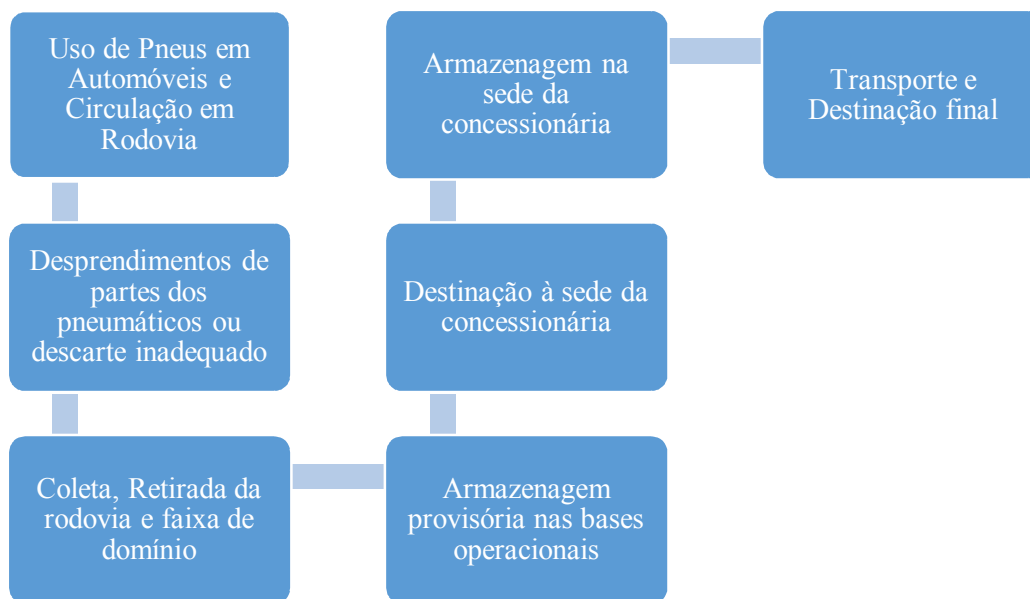 Uso de Pneus em
Automóveis e
Circulação em
Rodovia
Desprendimentos de
partes dos
pneumáticos ou
descarte inadequado
Coleta, Retirada da
rodovia e faixa de
domínio
Armazenagem
provisória nas bases
operacionais
Destinação à sede da
concessionária
Armazenagem na
sede da
concessionária
Transporte e
Destinação final